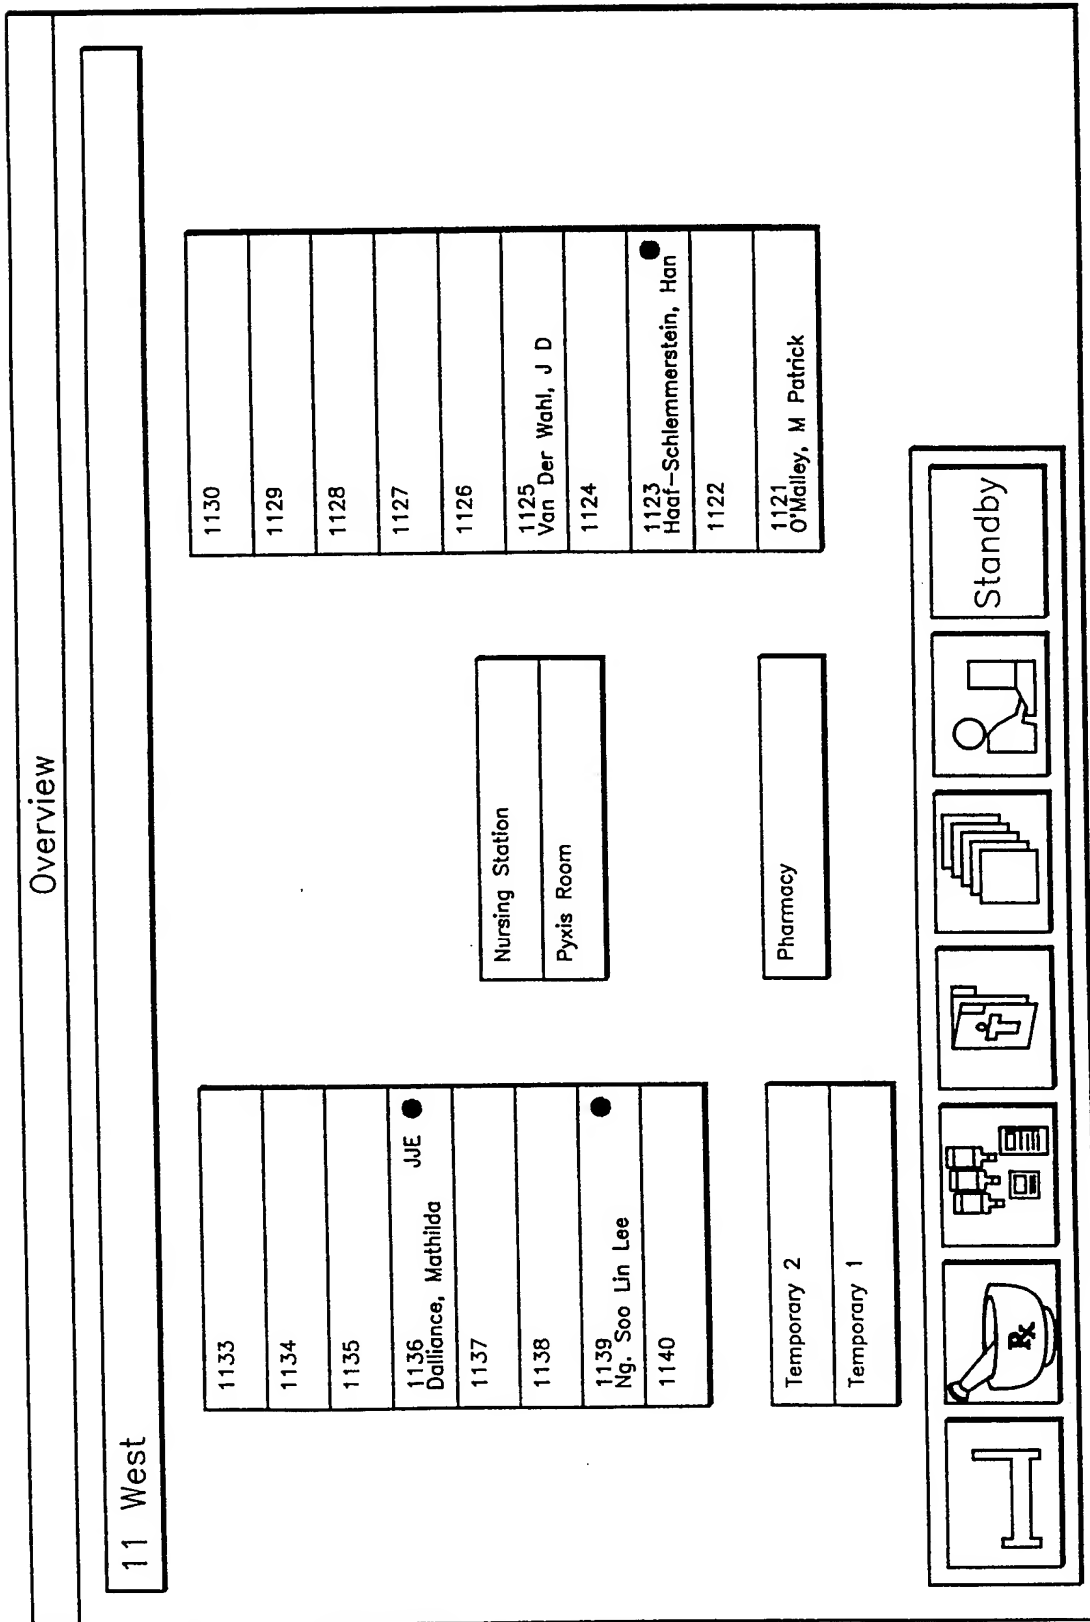 Overview
11 West
1133
1134
1135
1136
JJE
Dalliance, Mathilda
1137
1138
1139
Ng. Soo Lin Lee
1140
Temporary 2
Temporary 1
Nursing Station
Pyxis Room
Pharmacy
1130
1129
1128
1127
1126
1125
Van Der Wahl, J D
1124
1123
Haaf-Schlemmerstein, Han
1122
1121
O'Malley, M Patrick
Rx
Standby